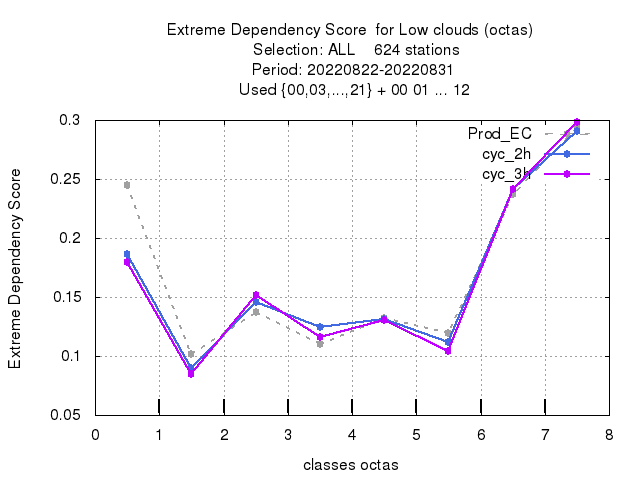 Extreme Dependency Score  for Low clouds (octas)
Selection: ALL    624 stations
Period: 20220822-20220831
Used {00,03,...,21} + 00 01 ... 12
Extreme Dependency Score
0.3
0.25
0.2
0.15
0.1
0.05
Prod_EC
cyc_2h
cyc_3h
0 1 2 3 4 5 6 7 8
classes octas